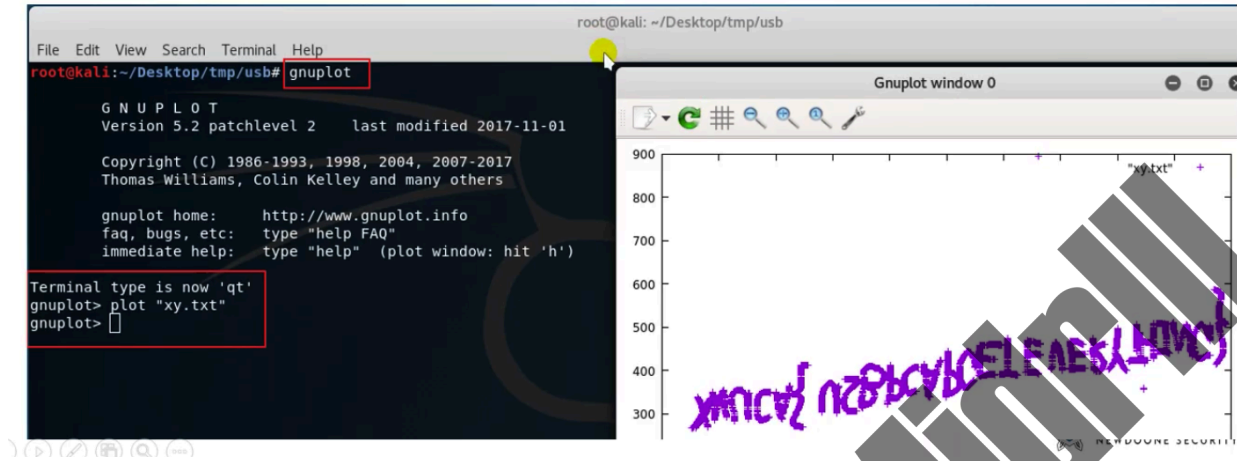 root@kali: ~/Desktop/tmp/usb
File Edit View Search Terminal Help
root@kali:~/Desktop/tmp/usb# gnuplot
G N U P L O T
Version 5.2 patchlevel 2 last modified 2017-11-01
Copyright (C) 1986-1993, 1998, 2004, 2007-2017
Thomas Williams, Colin Kelley and many others
gnuplot home: http://www.gnuplot.info
faq, bugs, etc: type "help FAQ"
immediate help: type "help" (plot window: hit 'h')
Terminal type is now 'qt'
gnuplot> plot "xy.txt"
gnuplot>
Gnuplot window 0
900
"xy.txt"
800
700
600
500
400
300
SECURITY